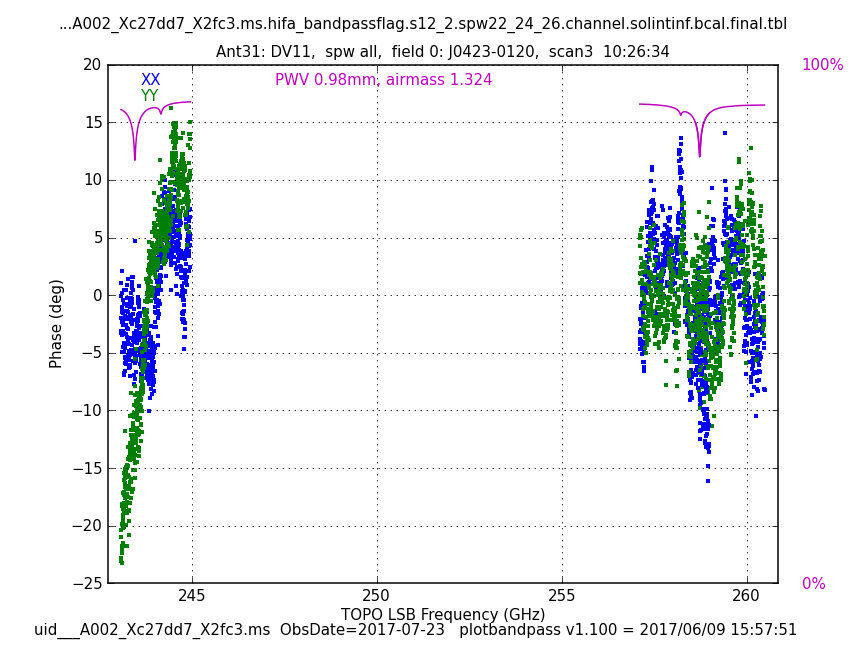 ...A002_Xc27dd7_X2fc3.ms.hifa_bandpassflag.s12_2.spw22_24_26.channel.solintinf.bcal.final.tbl
Ant31: DV11,  spw all,  field 0: J0423-0120,  scan3  10:26:34
20
100%
XX
PWV 0.98mm, airmass 1.324
YY
15
10
5
0
Phase (deg)
−5
−10
−15
−20
−25
0%
245
250
255
260
TOPO LSB Frequency (GHz)
uid___A002_Xc27dd7_X2fc3.ms  ObsDate=2017-07-23   plotbandpass v1.100 = 2017/06/09 15:57:51